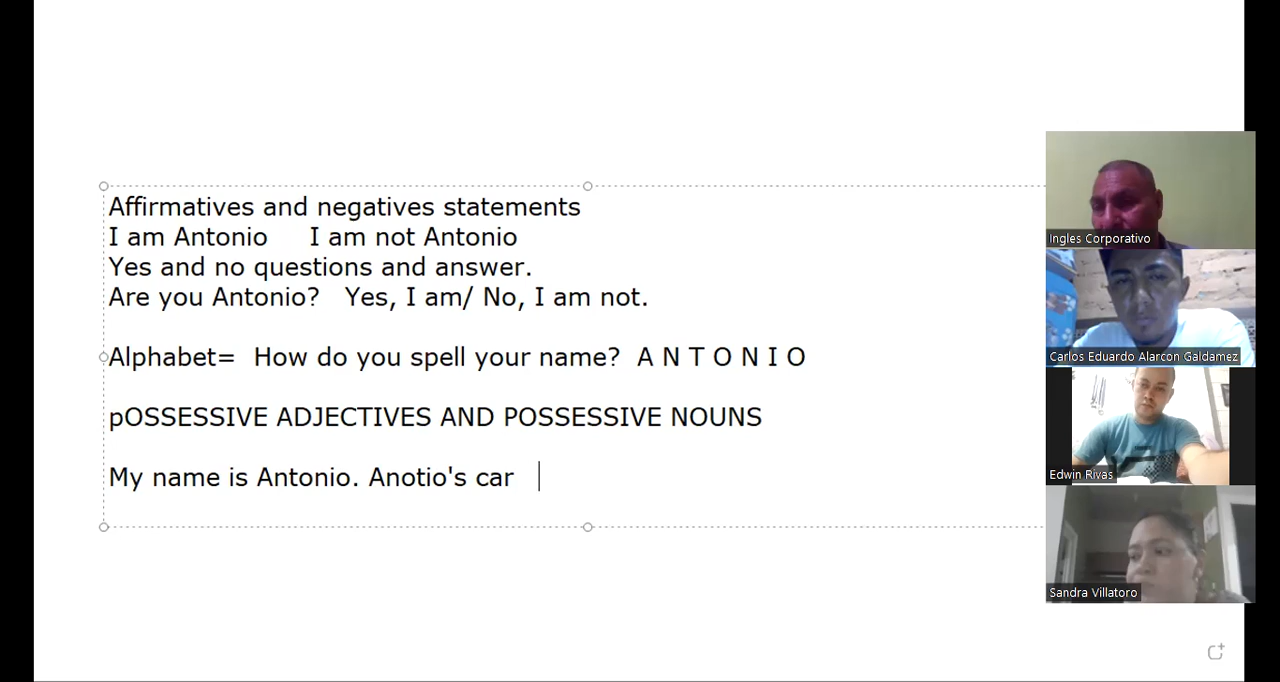 Affirmatives and negatives statements
I am Antonio I am not Antonio
Yes and no questions and answer.
Are you Antonio? Yes, I am/ No, I am not.
Alphabet= How do you spell your name? A N T O N I O
pOSSESSIVE ADJECTIVES AND POSSESSIVE NOUNS
My name is Antonio. Anotio's car
Ingles Corporativo
Carlos Eduardo Alarcon Galdamez
Edwin Rivas
Sandra Villatoro